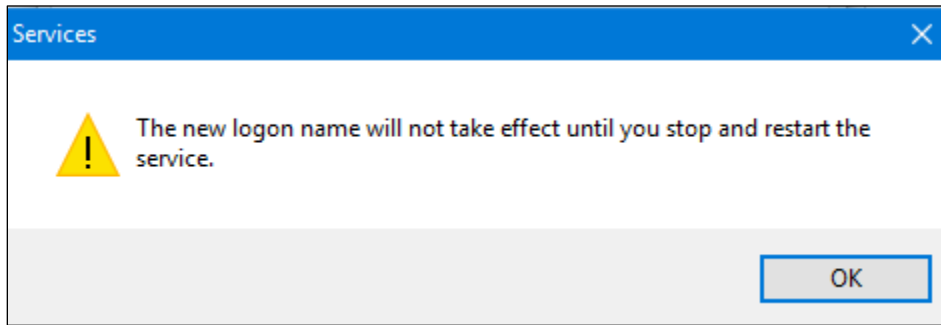 Services
The new logon name will not take effect until you stop and restart the
service.
OK